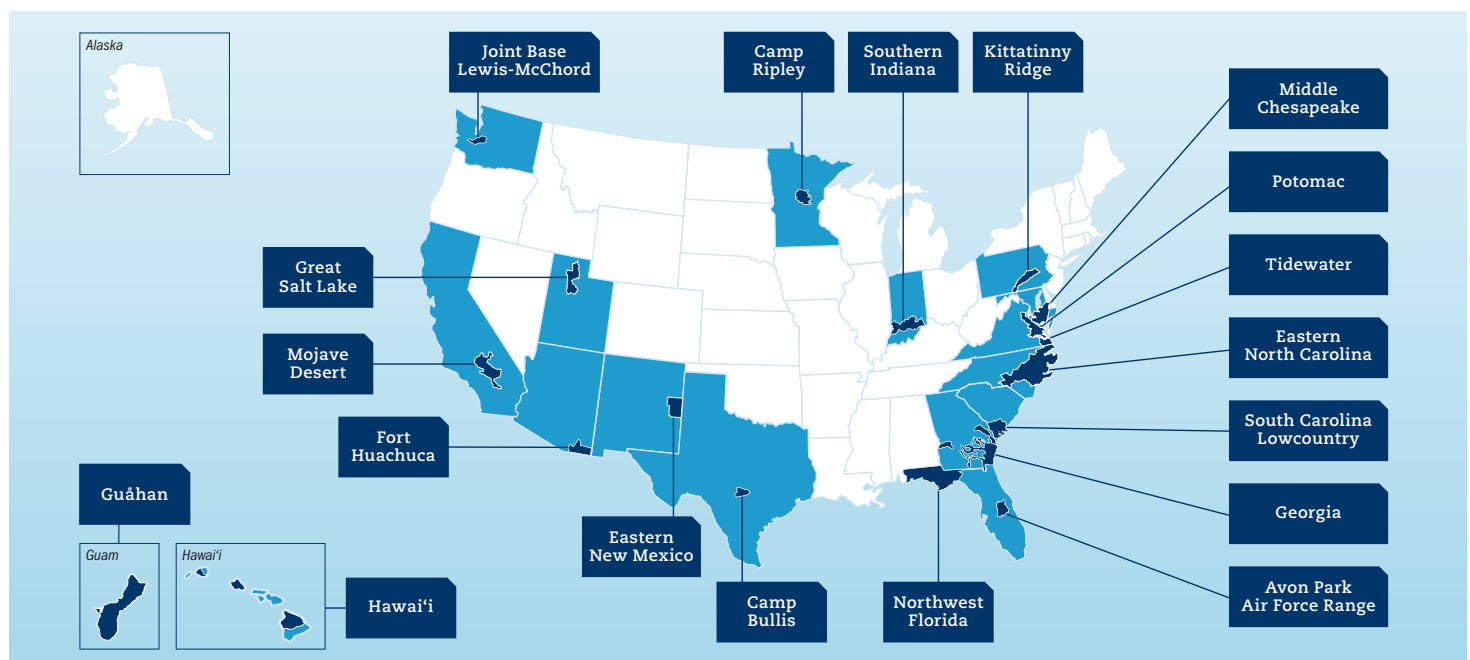 Alaska
Joint Base
Lewis-McChord
Camp
Ripley
Southern
Indiana
Kittatinny
Ridge
Middle
Chesapeake
Potomac
Tidewater
Eastern
North Carolina
South Carolina
Lowcountry
Georgia
Avon Park
Air Force Range
Great
Salt Lake
Mojave
Desert
Fort
Huachuca
Guåhan
Guam
Hawaiʻi
Hawaiʻi
Eastern
New Mexico
Camp
Bullis
Northwest
Florida